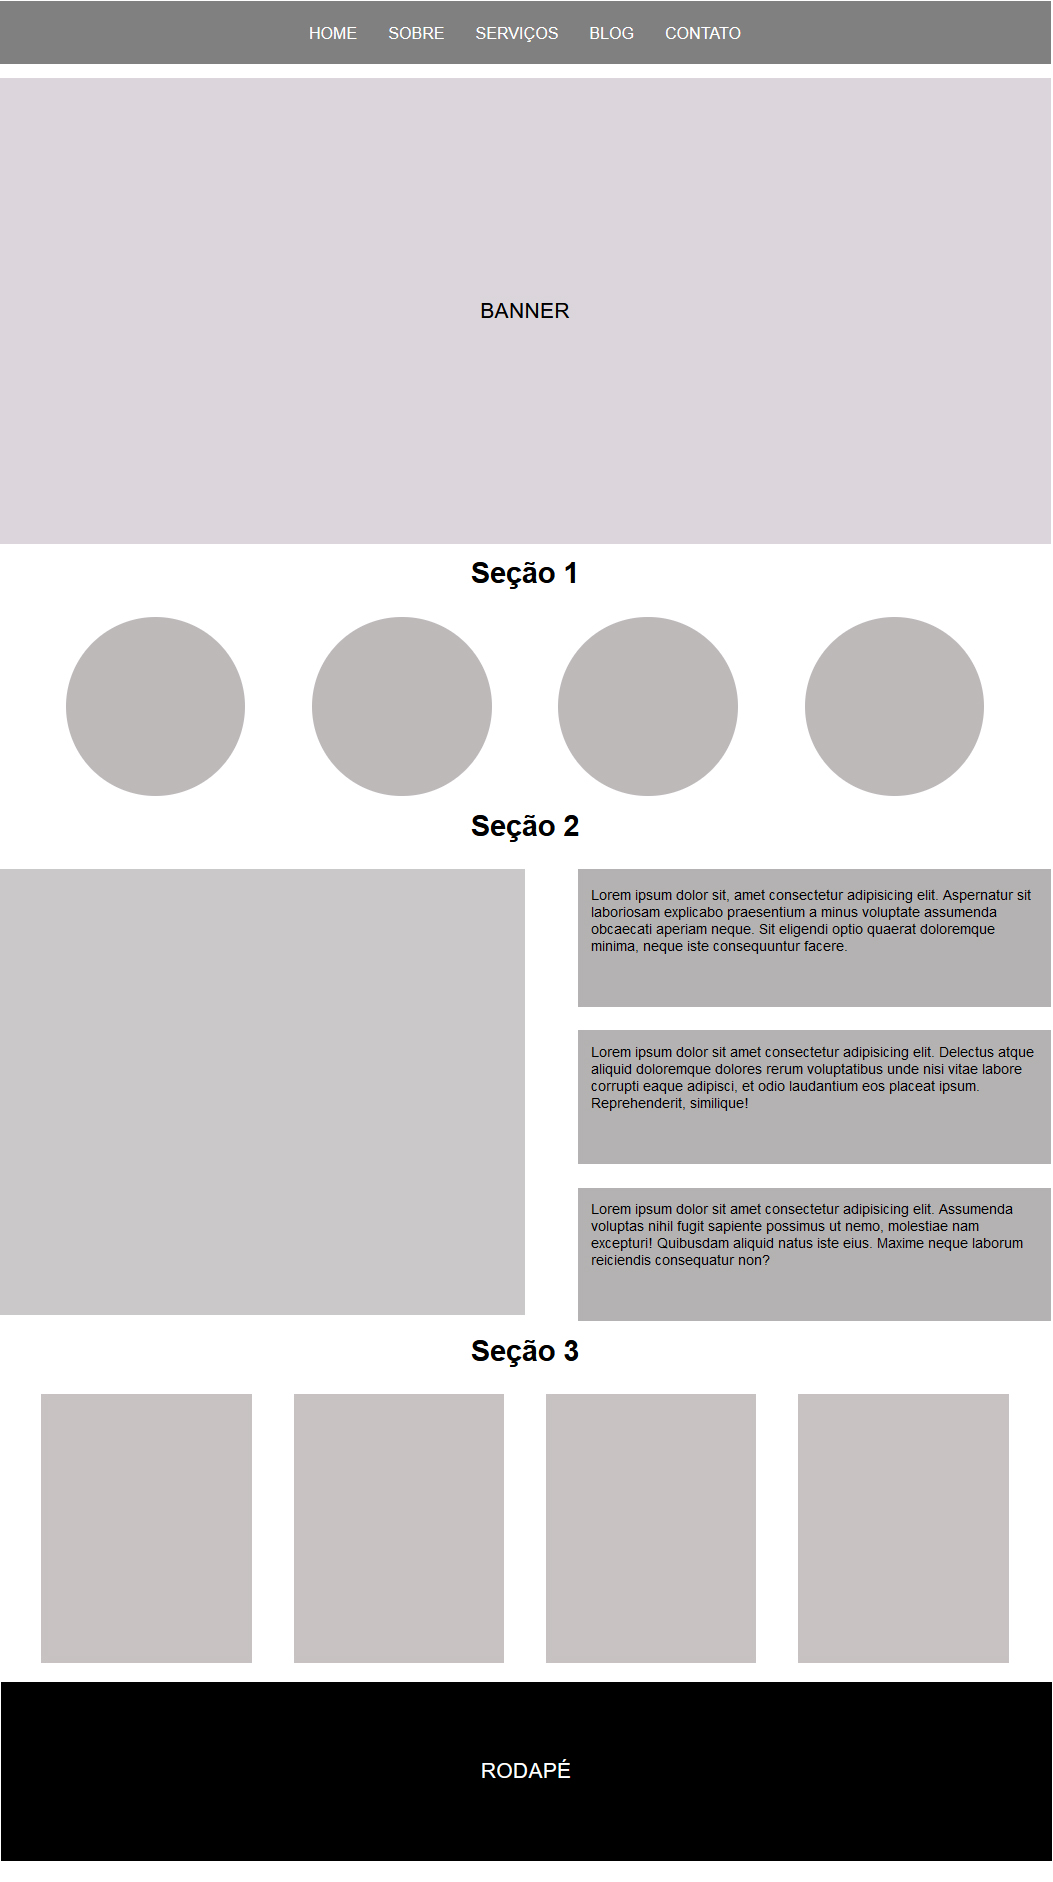 HOME SOBRE SERVIÇOS BLOG CONTATO
BANNER
Seção 1
Seção 2
Lorem ipsum dolor sit, amet consectetur adipisicing elit. Aspernatur sit
laboriosam explicabo praesentium a minus voluptate assumenda
obcaecati aperiam neque. Sit eligendi optio quaerat doloremque
minima, neque iste consequuntur facere.
Lorem ipsum dolor sit amet consectetur adipisicing elit. Delectus atque
aliquid doloremque dolores rerum voluptatibus unde nisi vitae labore
corrupti eaque adipisci, et odio laudantium eos placeat ipsum.
Reprehenderit, similique!
Lorem ipsum dolor sit amet consectetur adipisicing elit. Assumenda
voluptas nihil fugit sapiente possimus ut nemo, molestiae nam
excepturi! Quibusdam aliquid natus iste eius. Maxime neque laborum
reiciendis consequatur non?
Seção 3
RODAPÉ